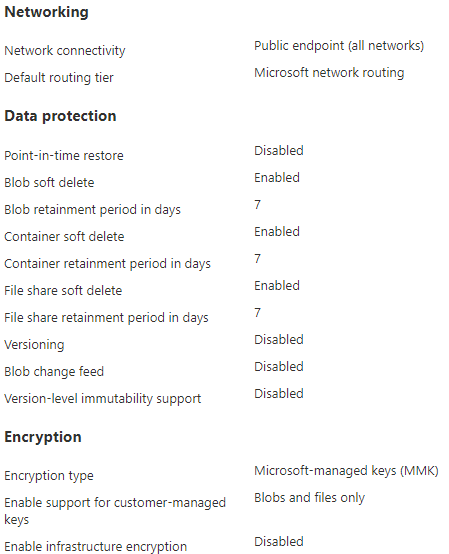 Networking
Network connectivity Public endpoint (all networks)
Default routing tier Microsoft network routing
Data protection
Point-in-time restore Disabled
Blob soft delete Enabled
Blob retainment period in days 7
Container soft delete Enabled
Container retainment period in days 7
File share soft delete Enabled
File share retainment period in days 7
Versioning Disabled
Blob change feed Disabled
Version-level immutability support Disabled
Encryption
Encryption type Microsoft-managed keys (MMK)
Enable support for customer-managed Blobs and files only
keys
Enable infrastructure encryption Disabled